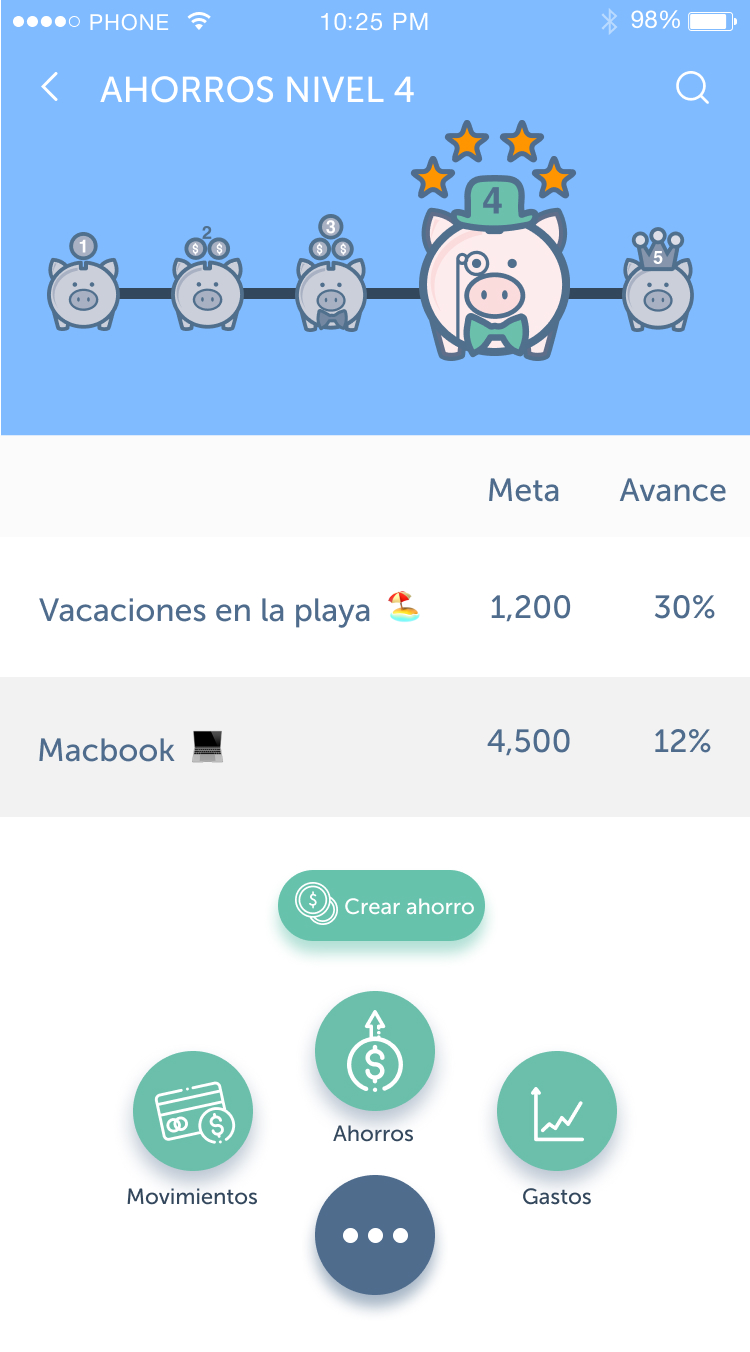 PHONE 10:25 PM 98%
AHORROS NIVEL 4
1 2 3 4 5
$ $ $ $
Meta Avance
Vacaciones en la playa 🏖️ 1,200 30%
Macbook 💻 4,500 12%
$ Crear ahorro
$
Ahorros
$
Movimientos Gastos